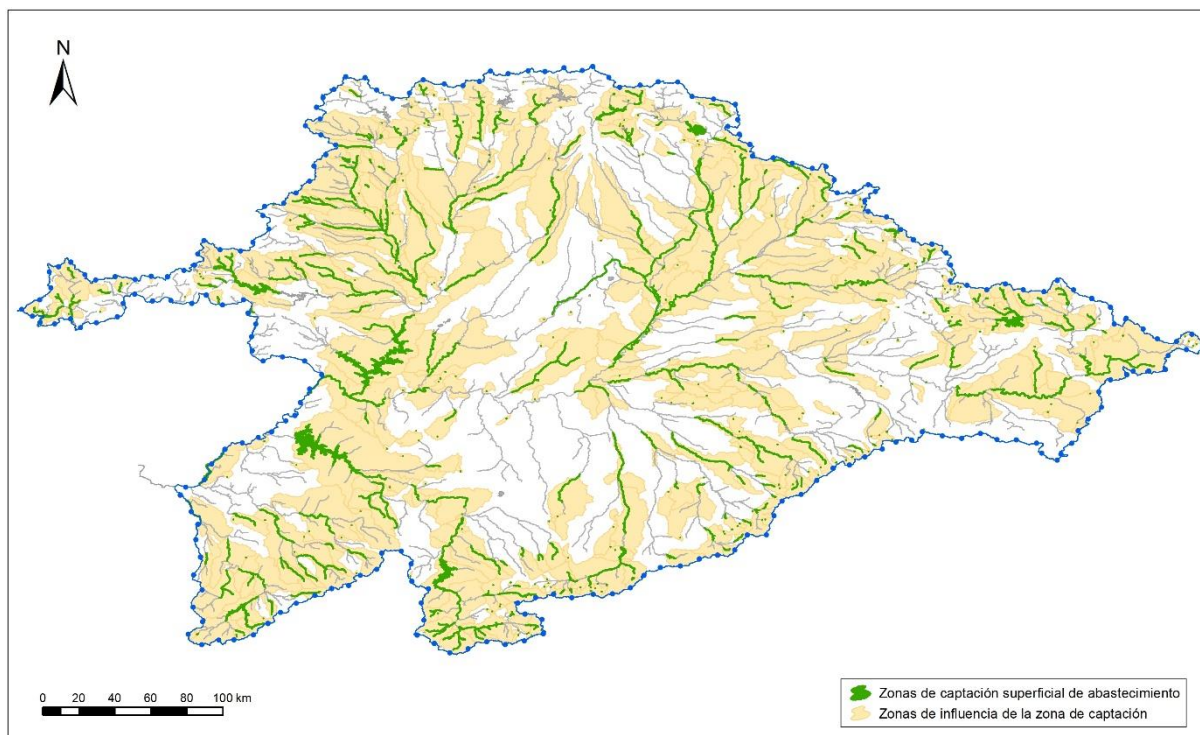 N
0 20 40 60 80 100 km
Zonas de captación superficial de abastecimiento
Zonas de influencia de la zona de captación